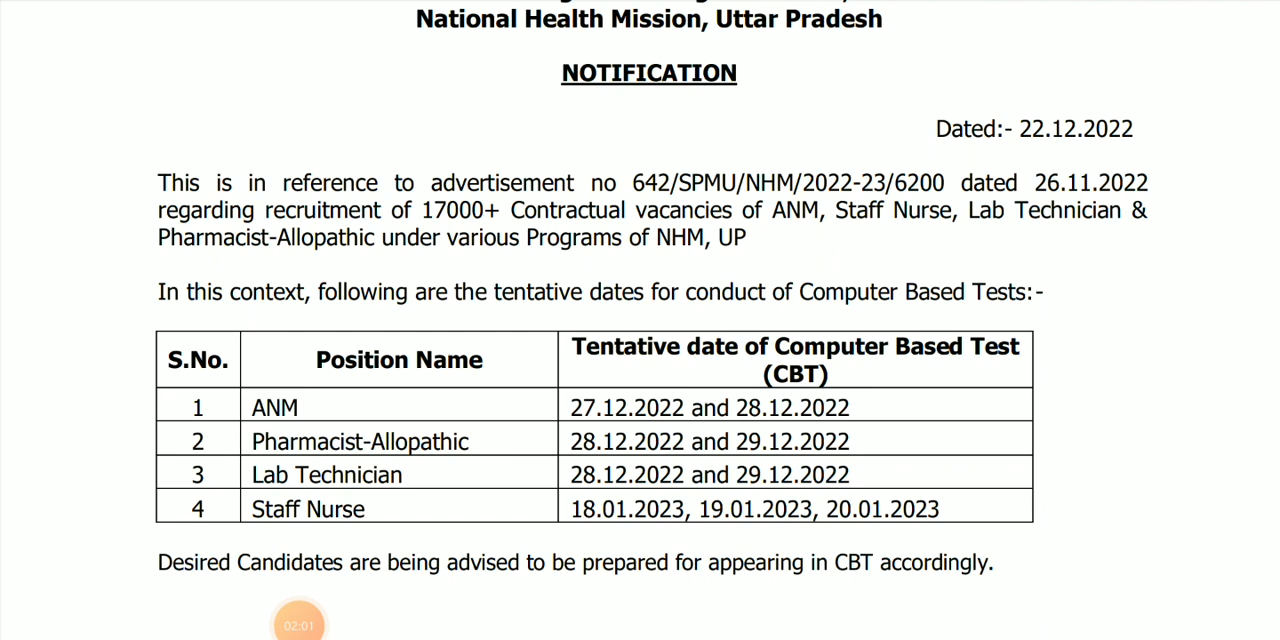 National Health Mission, Uttar Pradesh
NOTIFICATION
Dated:- 22.12.2022
This is in reference to advertisement no 642/SPMU/NHM/2022-23/6200 dated 26.11.2022
regarding recruitment of 17000+ Contractual vacancies of ANM, Staff Nurse, Lab Technician &
Pharmacist-Allopathic under various Programs of NHM, UP
In this context, following are the tentative dates for conduct of Computer Based Tests:-
S.No. Position Name Tentative date of Computer Based Test
(CBT)
1 ANM 27.12.2022 and 28.12.2022
2 Pharmacist-Allopathic 28.12.2022 and 29.12.2022
3 Lab Technician 28.12.2022 and 29.12.2022
4 Staff Nurse 18.01.2023, 19.01.2023, 20.01.2023
Desired Candidates are being advised to be prepared for appearing in CBT accordingly.
02:01